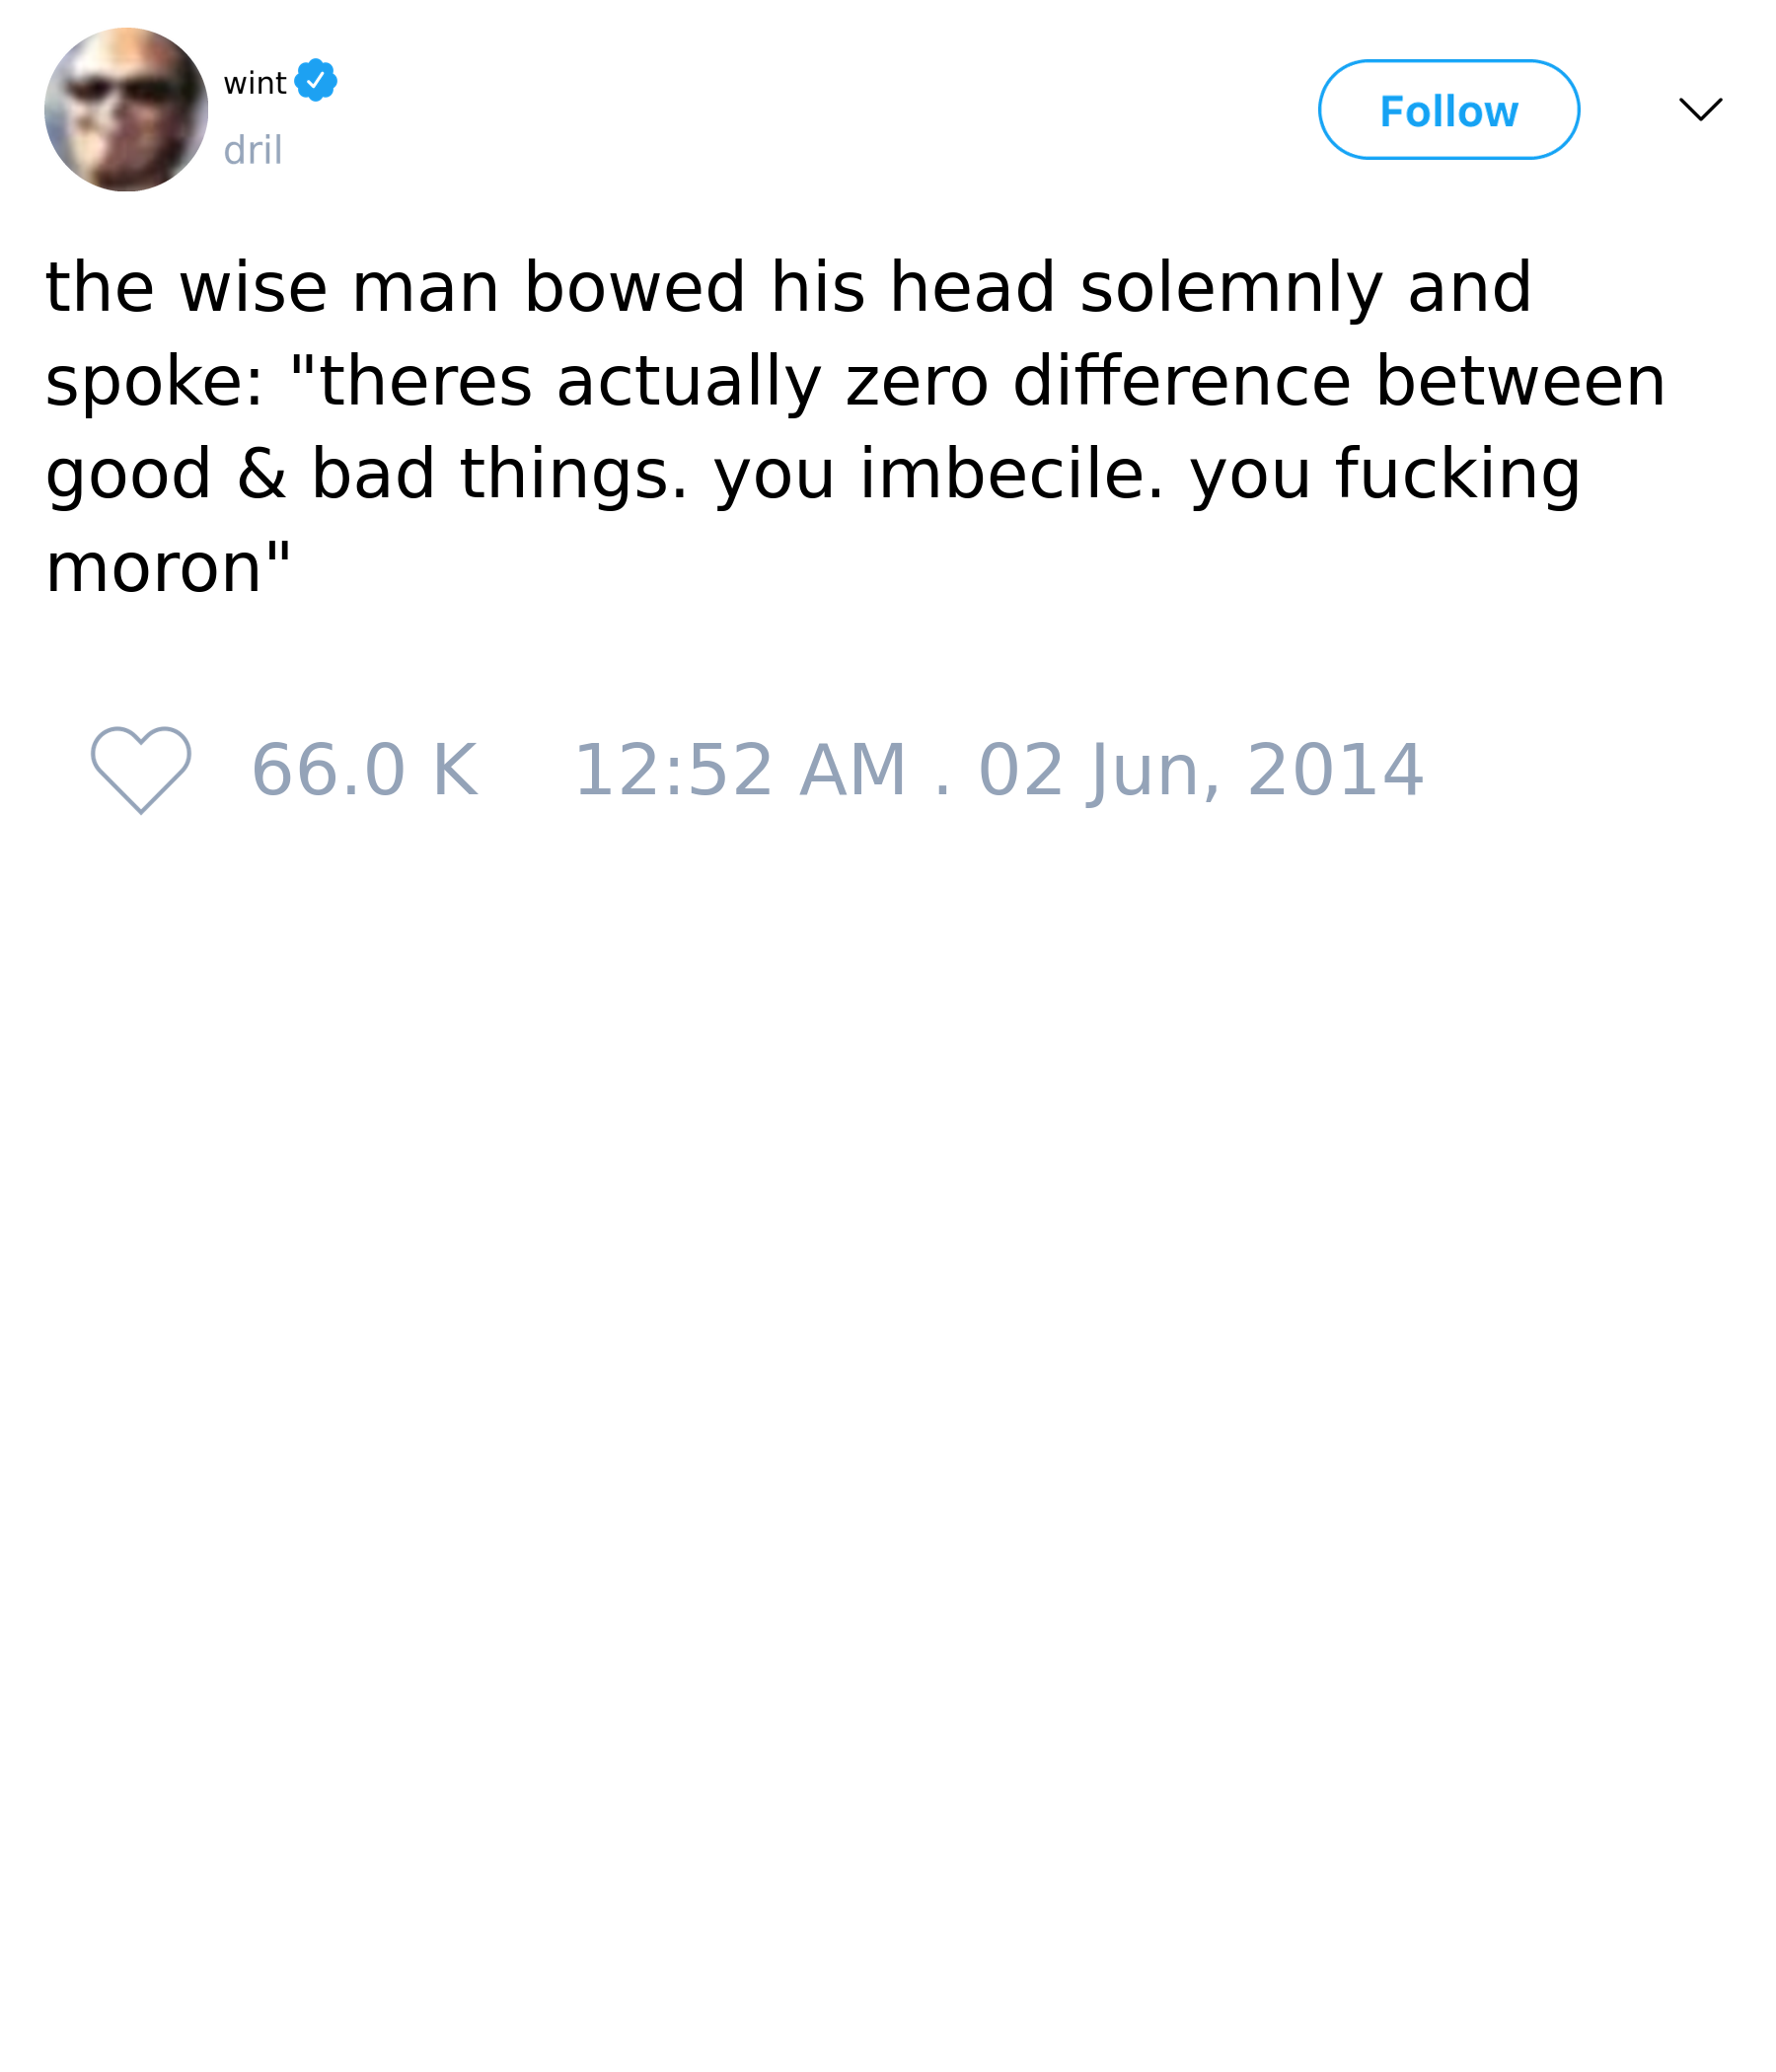 wint
dril
Follow
the wise man bowed his head solemnly and
spoke: "theres actually zero difference between
good & bad things. you imbecile. you fucking
moron"
66.0 K 12:52 AM . 02 Jun, 2014